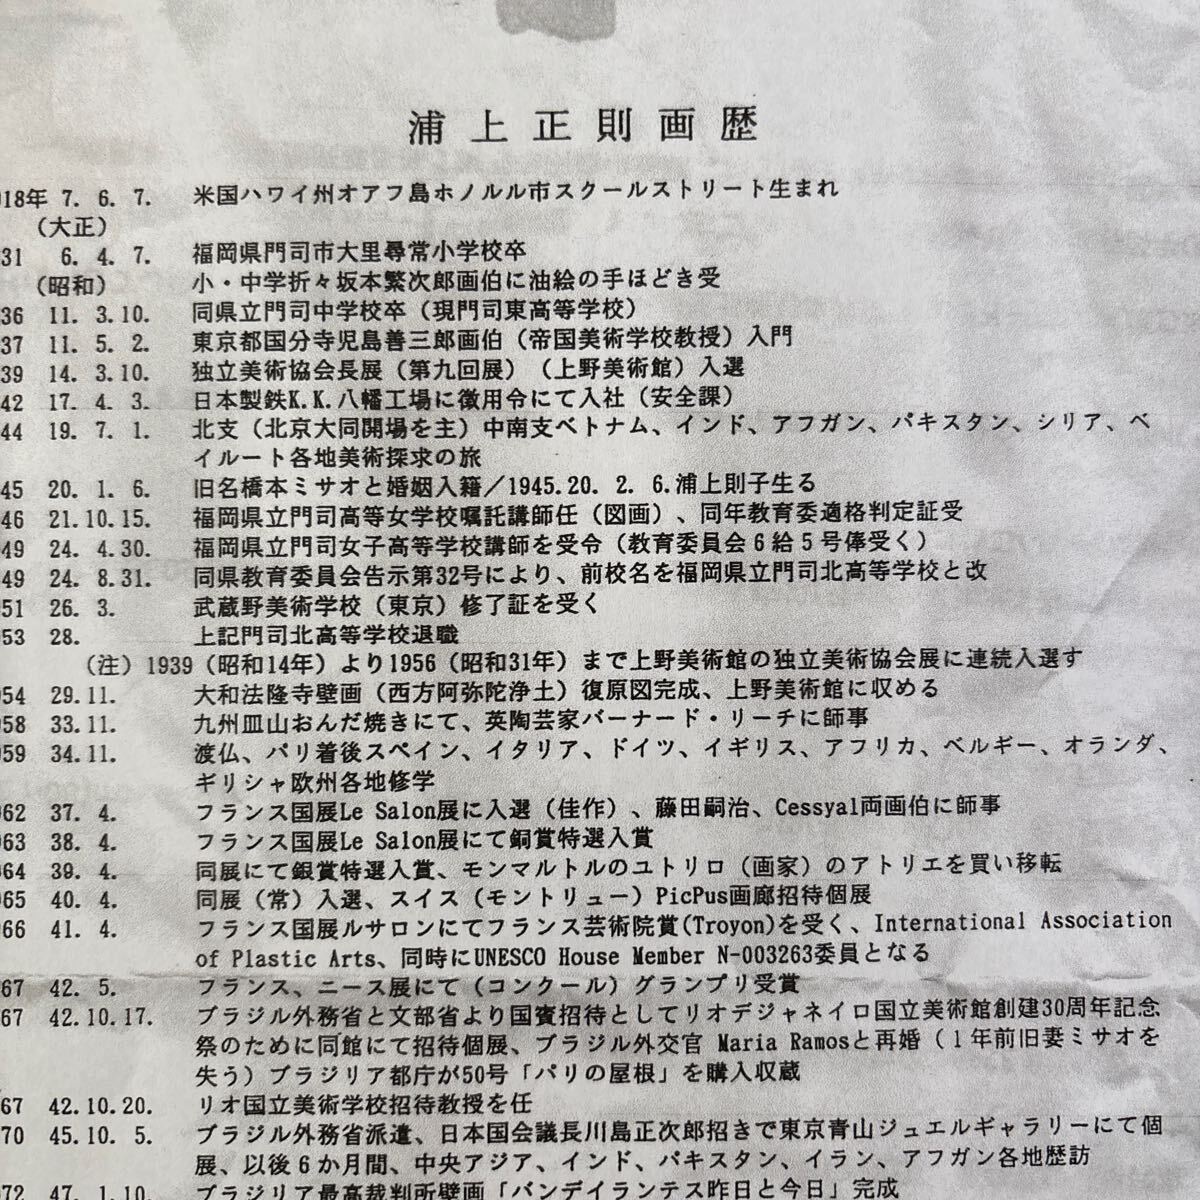 浦上正則画歴
18年 7. 6. 7. 米国ハワイ州オアフ島ホノルル市スクールストリート生まれ
(大正)
31 6. 4. 7. 福岡県門司市大里尋常小学校卒
(昭和) 小・中学折々坂本繁次郎画伯に油絵の手ほどき受
36 11. 3.10. 同県立門司中学校卒(現門司東高等学校)
37 11. 5. 2. 東京都国分寺児島善三郎画伯(帝国美術学校教授)入門
39 14. 3.10. 独立美術協会長展(第九回展)(上野美術館)入選
42 17. 4. 3. 日本製鉄K.K.八幡工場に徴用令にて入社(安全課)
44 19. 7. 1. 北支(北京大同開場を主)中南支ベトナム、インド、アフガン、パキスタン、シリア、ベ
イルート各地美術探求の旅
45 20. 1. 6. 旧名橋本ミサオと婚姻入籍/1945.20. 2. 6.浦上則子生る
46 21.10.15. 福岡県立門司高等女学校嘱託講師任(図画)、同年教育委適格判定証受
49 24. 4.30. 福岡県立門司女子高等学校講師を受令(教育委員会6給5号俸受く)
49 24. 8.31. 同県教育委員会告示第32号により、前校名を福岡県立門司北高等学校と改
51 26. 3. 武蔵野美術学校(東京)修了証を受く
53 28. 上記門司北高等学校退職
(注)1939(昭和14年)より1956(昭和31年)まで上野美術館の独立美術協会展に連続入選す
54 29.11. 大和法隆寺壁画(西方阿弥陀浄土)復原図完成、上野美術館に収める
58 33.11. 九州皿山おんだ焼きにて、英陶芸家バーナード・リーチに師事
59 34.11. 渡仏、パリ着後スペイン、イタリア、ドイツ、イギリス、アフリカ、ベルギー、オランダ、
ギリシャ欧州各地修学
62 37. 4. フランス国展Le Salon展に入選(佳作)、藤田嗣治、Cessyal両画伯に師事
63 38. 4. フランス国展Le Salon展にて銅賞特選入賞
64 39. 4. 同展にて銀賞特選入賞、モンマルトルのユトリロ(画家)のアトリエを買い移転
65 40. 4. 同展(常)入選、スイス(モントリュー)PicPus画廊招待個展
66 41. 4. フランス国展ルサロンにてフランス芸術院賞(Troyon)を受く、International Association
of Plastic Arts、同時にUNESCO House Member N-003263委員となる
67 42. 5. フランス、ニース展にて(コンクール)グランプリ受賞
67 42.10.17. ブラジル外務省と文部省より国賓招待としてリオデジャネイロ国立美術館創建30周年記念
祭のために同館にて招待個展、ブラジル外交官 Maria Ramosと再婚(1年前旧妻ミサオを
失う)ブラジリア都庁が50号「パリの屋根」を購入収蔵
67 42.10.20. リオ国立美術学校招待教授を任
70 45.10. 5. ブラジル外務省派遣、日本国会議長川島正次郎招きで東京青山ジュエルギャラリーにて個
展、以後6か月間、中央アジア、インド、パキスタン、イラン、アフガン各地歴訪
72 47. 1.10. ブラジリア最高裁判所壁画「バンデイランテス昨日と今日」完成